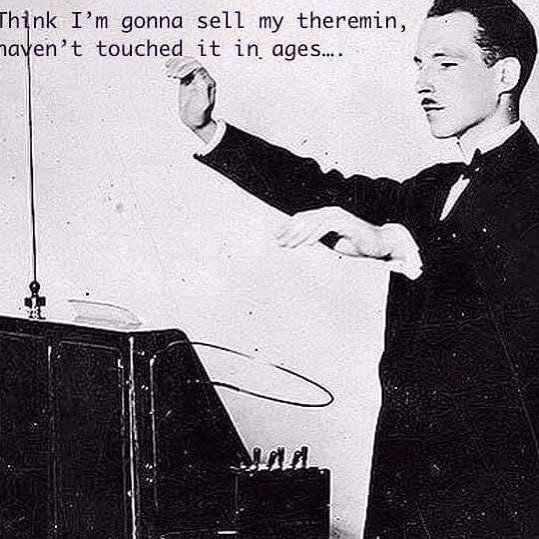 Think I'm gonna sell my theremin,
haven't touched it in ages….